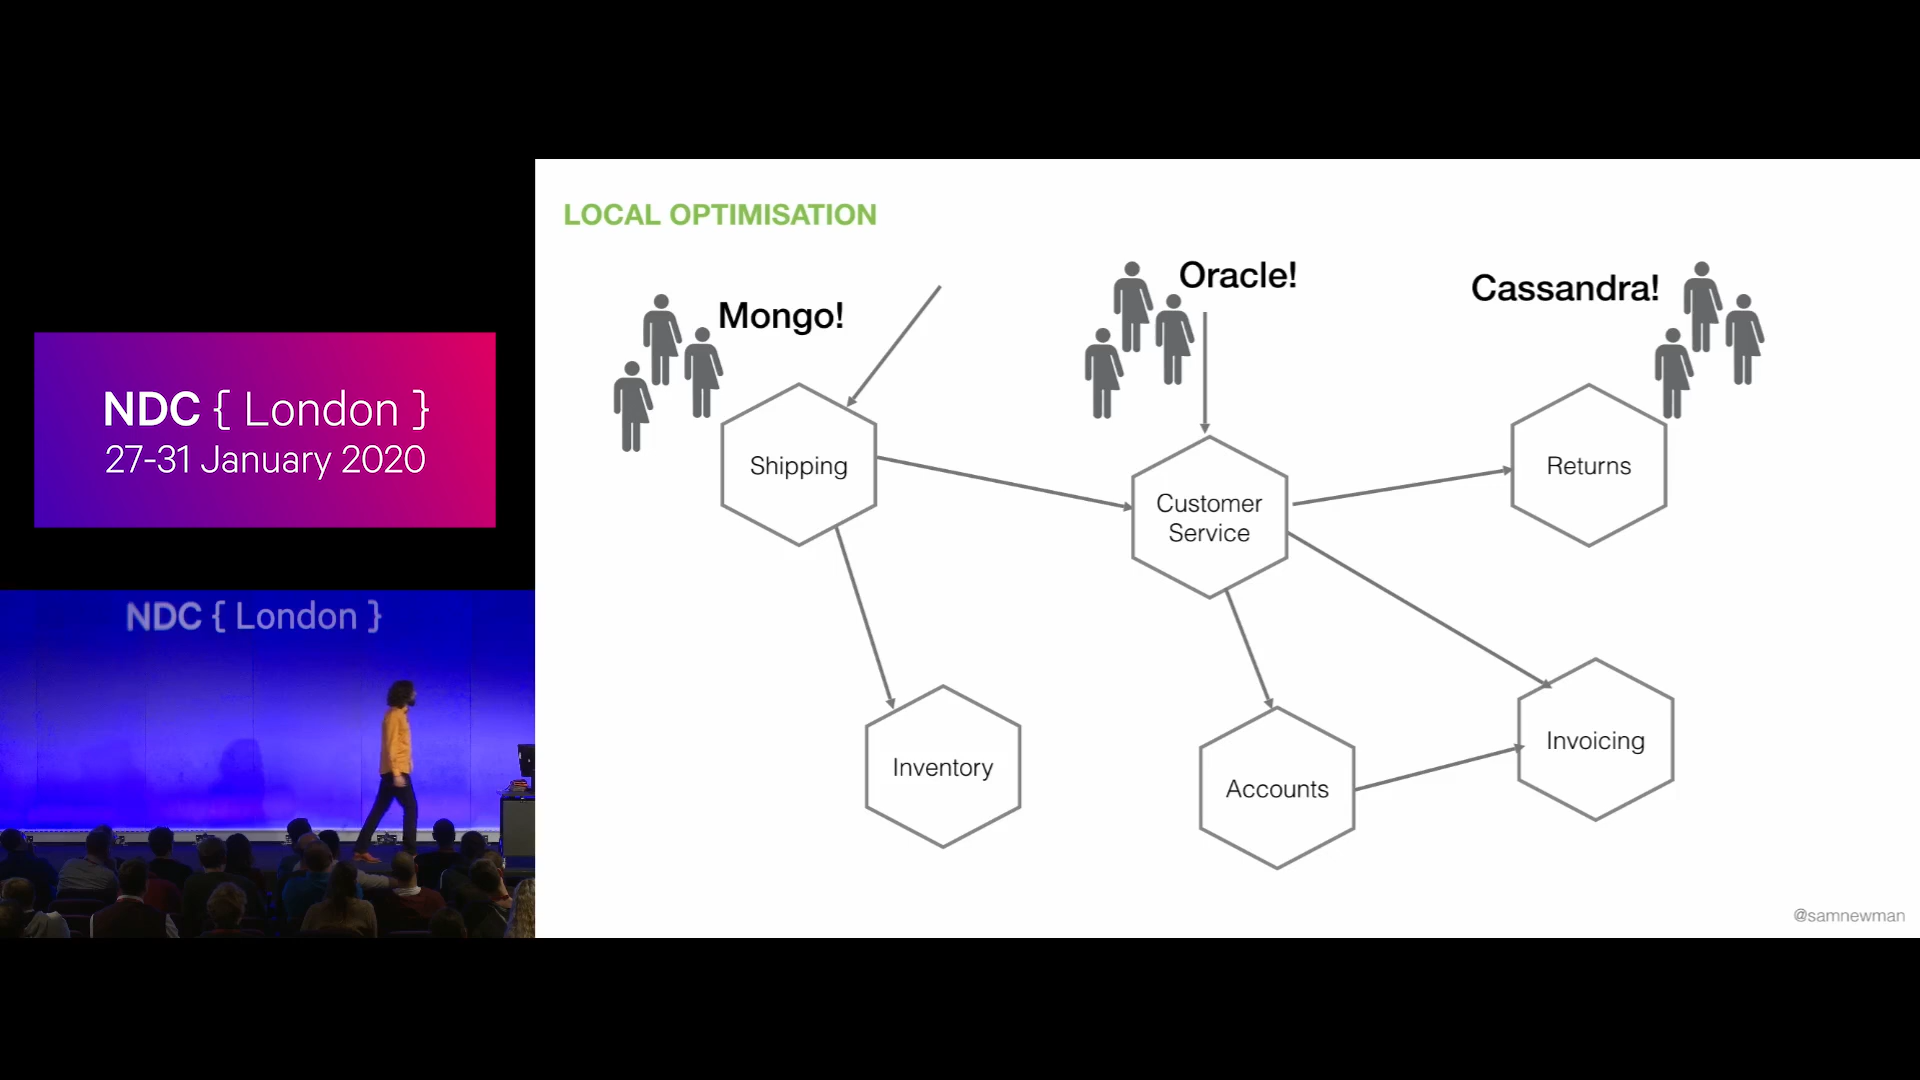 NDC { London }
27-31 January 2020
NDC { London }
LOCAL OPTIMISATION
Mongo!
Oracle!
Cassandra!
Shipping
Customer
Service
Returns
Inventory
Accounts
Invoicing
@samnewman